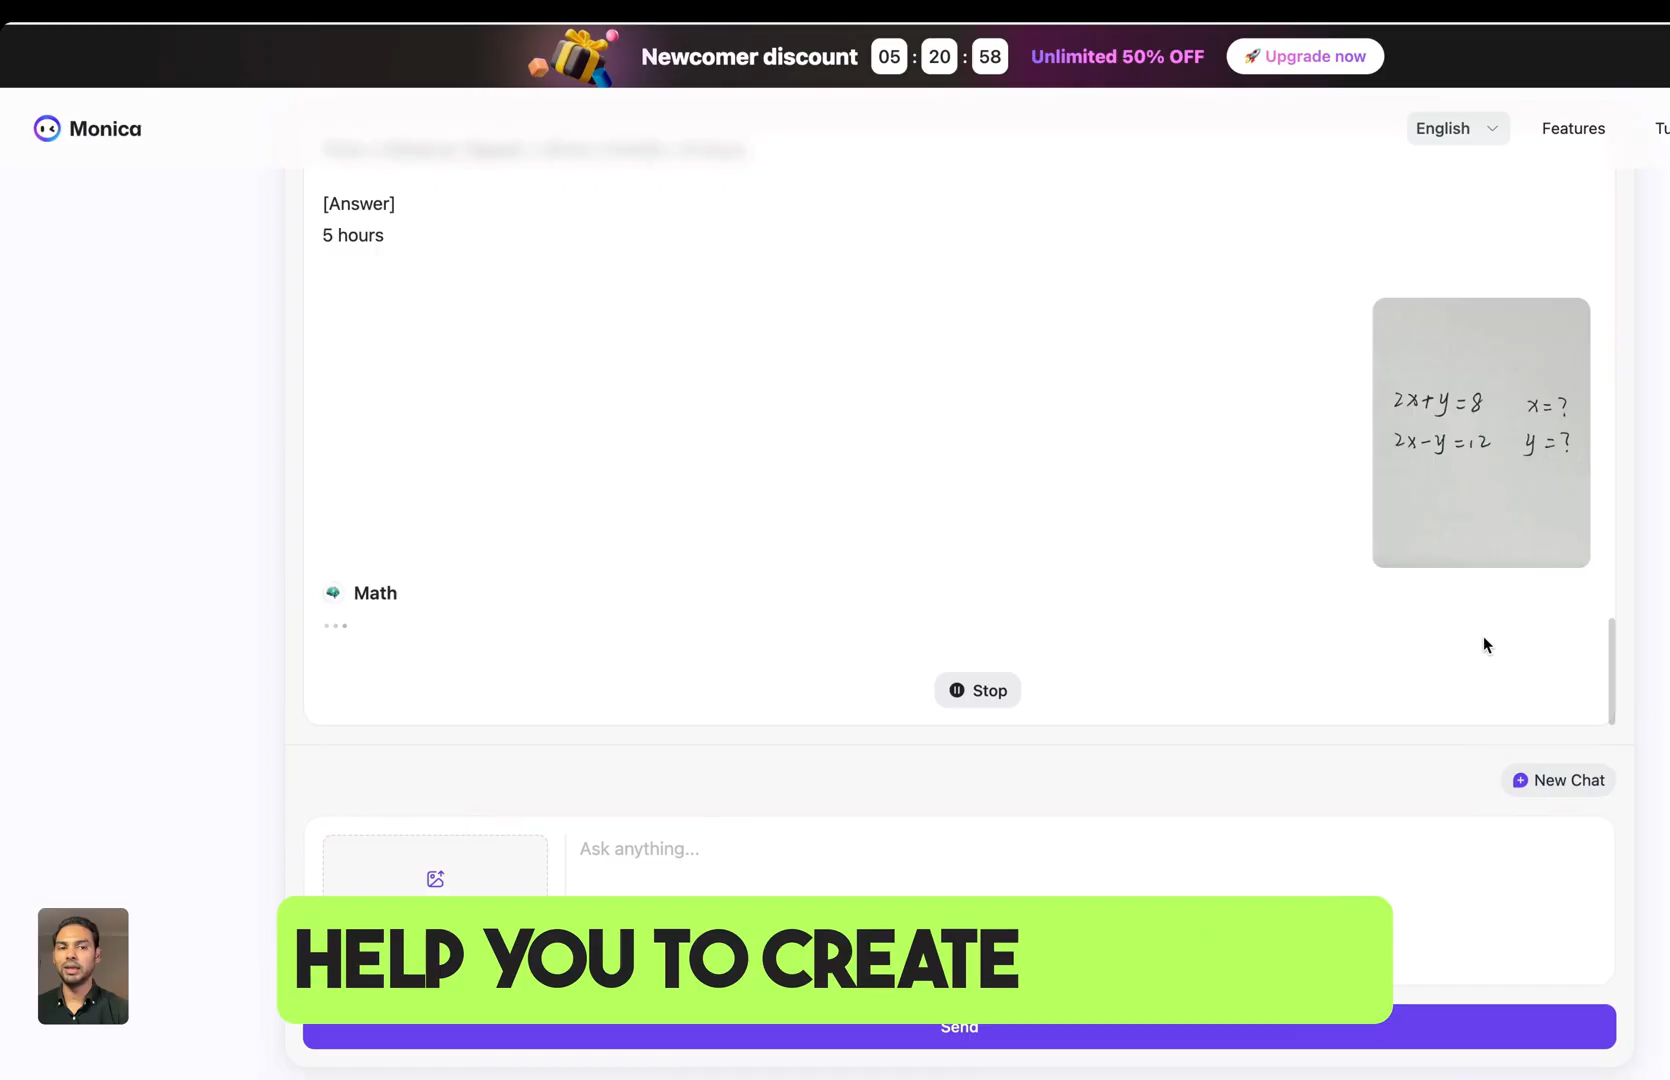 Newcomer discount 05 : 20 : 58 Unlimited 50% OFF 🚀 Upgrade now
Monica English Features Tu
[Answer]
5 hours
2x+y=8 x=?
2x-y=12 y=?
Math
Stop
New Chat
Ask anything...
HELP YOU TO CREATE
Send